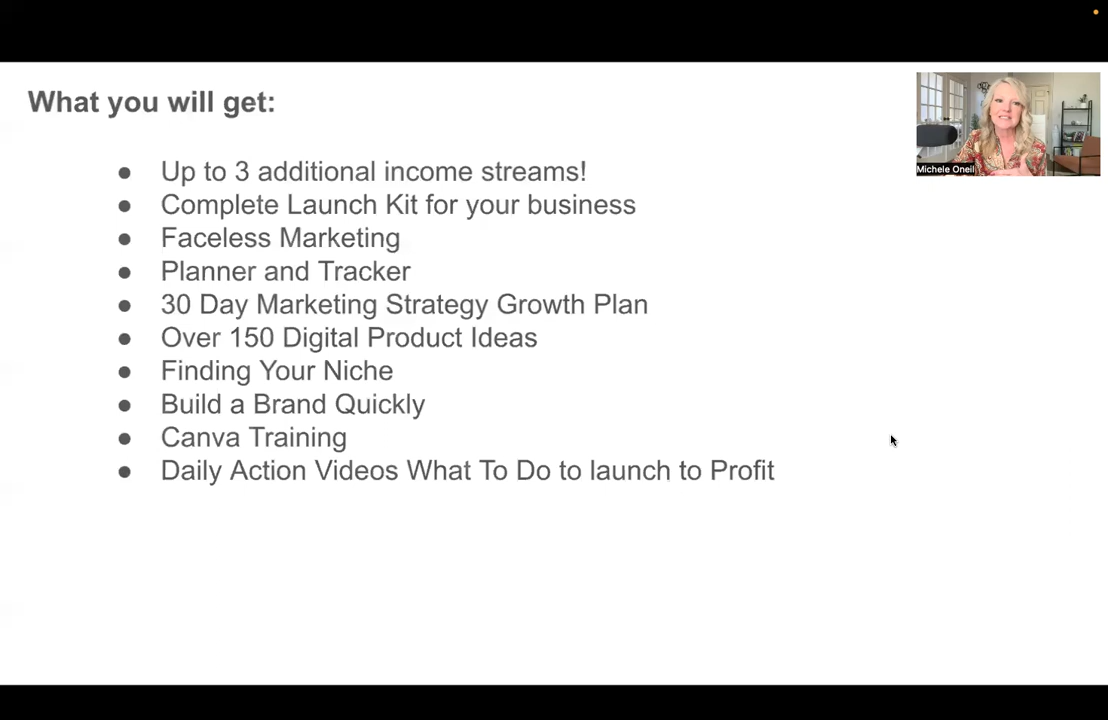 What you will get:
● Up to 3 additional income streams!
● Complete Launch Kit for your business
● Faceless Marketing
● Planner and Tracker
● 30 Day Marketing Strategy Growth Plan
● Over 150 Digital Product Ideas
● Finding Your Niche
● Build a Brand Quickly
● Canva Training
● Daily Action Videos What To Do to launch to Profit
Michele Oneil